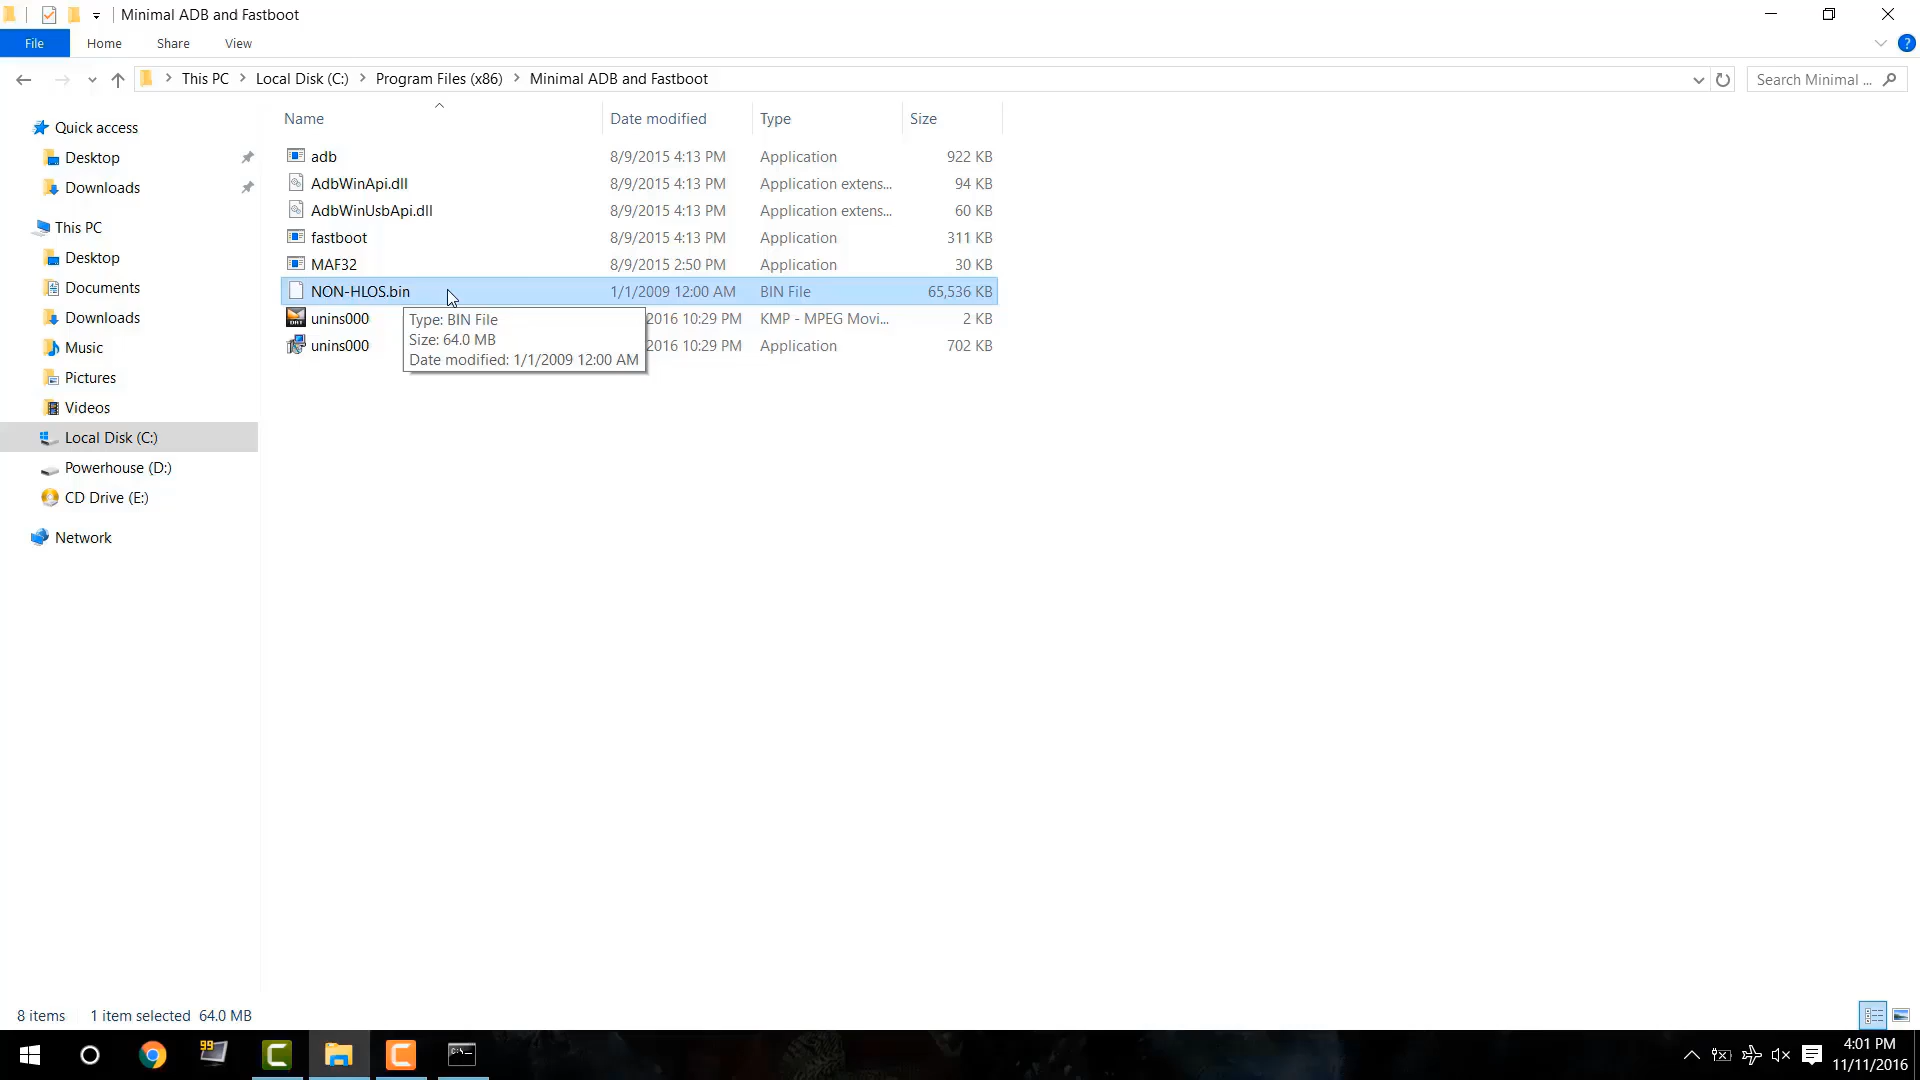 Minimal ADB and Fastboot
File Home Share View
This PC Local Disk (C:) Program Files (x86) Minimal ADB and Fastboot Search Minimal ...
Name Date modified Type Size
Quick access
Desktop
Downloads
This PC
Desktop
Documents
Downloads
Music
Pictures
Videos
Local Disk (C:)
Powerhouse (D:)
CD Drive (E:)
Network
adb 8/9/2015 4:13 PM Application 922 KB
AdbWinApi.dll 8/9/2015 4:13 PM Application extens... 94 KB
AdbWinUsbApi.dll 8/9/2015 4:13 PM Application extens... 60 KB
fastboot 8/9/2015 4:13 PM Application 311 KB
MAF32 8/9/2015 2:50 PM Application 30 KB
NON-HLOS.bin 1/1/2009 12:00 AM BIN File 65,536 KB
unins000 2016 10:29 PM KMP - MPEG Movi... 2 KB
unins000 2016 10:29 PM Application 702 KB
Type: BIN File
Size: 64.0 MB
Date modified: 1/1/2009 12:00 AM
8 items 1 item selected 64.0 MB
99
4:01 PM
11/11/2016